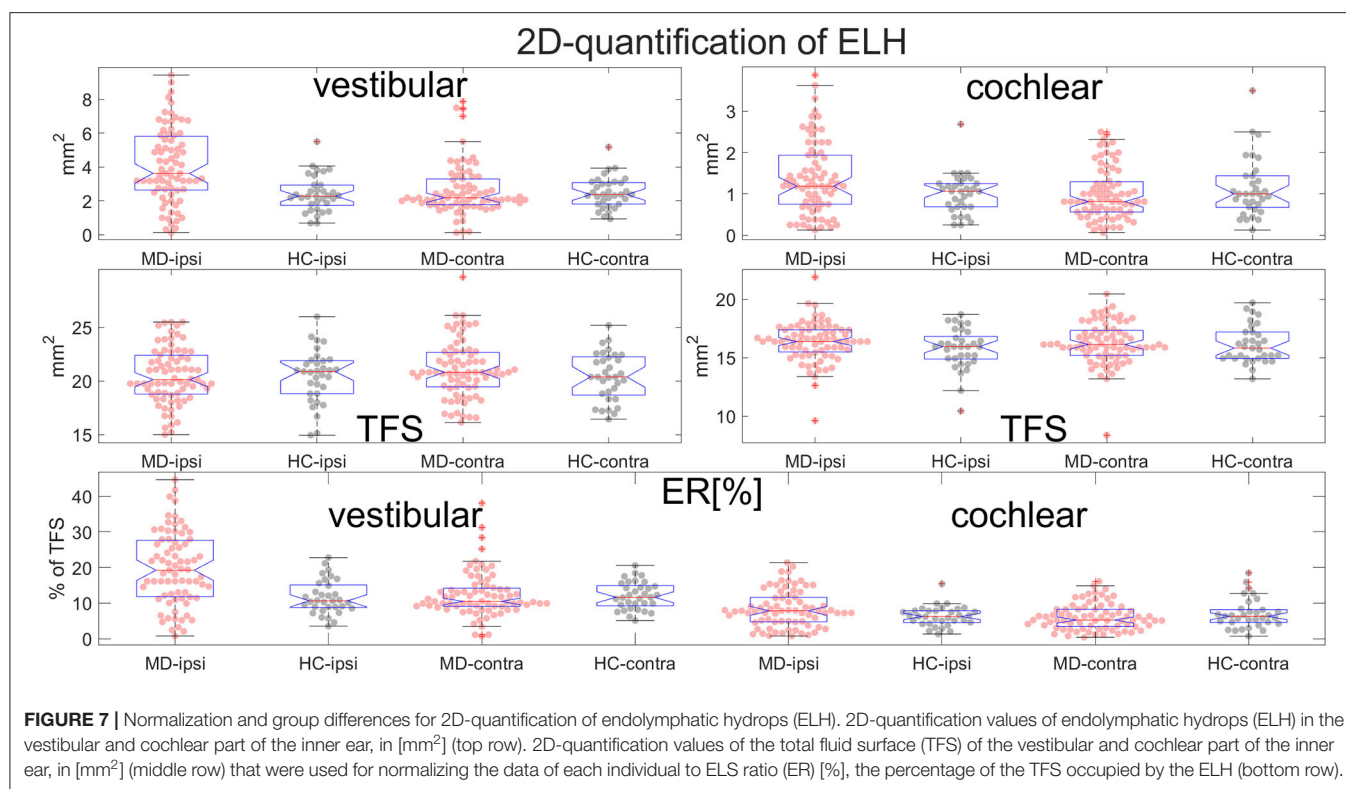 2D-quantification of ELH
vestibular
mm²
8
6
4
2
0
MD-ipsi HC-ipsi MD-contra HC-contra
cochlear
mm²
3
2
1
0
MD-ipsi HC-ipsi MD-contra HC-contra
mm²
25
20
15
TFS
MD-ipsi HC-ipsi MD-contra HC-contra
mm²
20
15
10
TFS
MD-ipsi HC-ipsi MD-contra HC-contra
ER[%]
vestibular cochlear
% of TFS
40
30
20
10
0
MD-ipsi HC-ipsi MD-contra HC-contra MD-ipsi HC-ipsi MD-contra HC-contra
FIGURE 7 | Normalization and group differences for 2D-quantification of endolymphatic hydrops (ELH). 2D-quantification values of endolymphatic hydrops (ELH) in the
vestibular and cochlear part of the inner ear, in [mm²] (top row). 2D-quantification values of the total fluid surface (TFS) of the vestibular and cochlear part of the inner
ear, in [mm²] (middle row) that were used for normalizing the data of each individual to ELS ratio (ER) [%], the percentage of the TFS occupied by the ELH (bottom row).